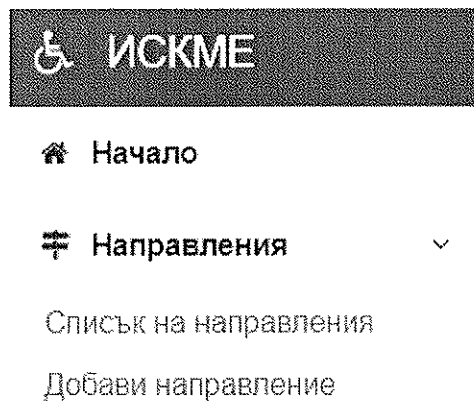 ИСКМЕ
Начало
Направления
Списък на направления
Добави направление